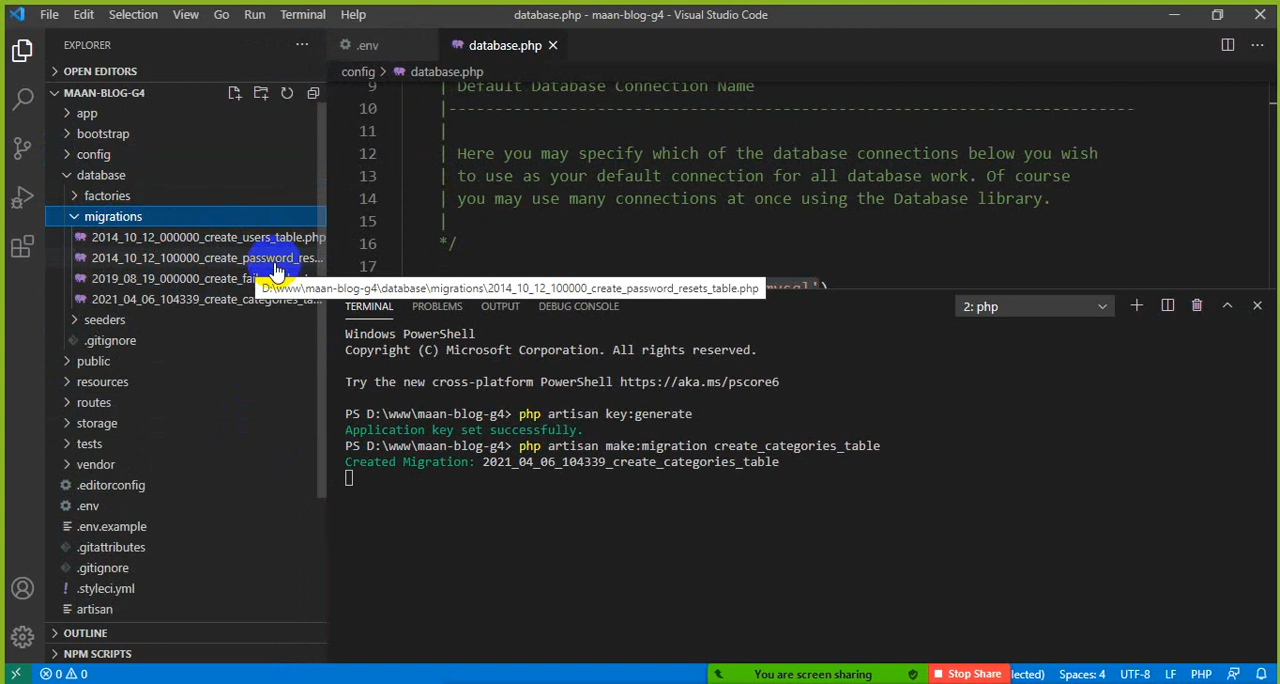 File Edit Selection View Go Run Terminal Help database.php - maan-blog-g4 - Visual Studio Code
EXPLORER
.env
database.php
config > database.php
OPEN EDITORS
MAAN-BLOG-G4
app
bootstrap
config
database
factories
migrations
2014_10_12_000000_create_users_table.php
2014_10_12_100000_create_password_res...
2019_08_19_000000_create_fai
2021_04_06_104339_create_categories_ta...
D:\www\maan-blog-g4\database\migrations\2014_10_12_100000_create_password_resets_table.php
seeders
.gitignore
public
resources
routes
storage
tests
vendor
.editorconfig
.env
.env.example
.gitattributes
.gitignore
.styleci.yml
artisan
OUTLINE
NPM SCRIPTS
9 | Default Database Connection Name
10 |--------------------------------------------------------------------------
11 |
12 | Here you may specify which of the database connections below you wish
13 | to use as your default connection for all database work. Of course
14 | you may use many connections at once using the Database library.
15 |
16 */
17
mysql')
TERMINAL PROBLEMS OUTPUT DEBUG CONSOLE 2: php
Windows PowerShell
Copyright (C) Microsoft Corporation. All rights reserved.
Try the new cross-platform PowerShell https://aka.ms/pscore6
PS D:\www\maan-blog-g4> php artisan key:generate
Application key set successfully.
PS D:\www\maan-blog-g4> php artisan make:migration create_categories_table
Created Migration: 2021_04_06_104339_create_categories_table
0 0 You are screen sharing Stop Share lected) Spaces: 4 UTF-8 LF PHP